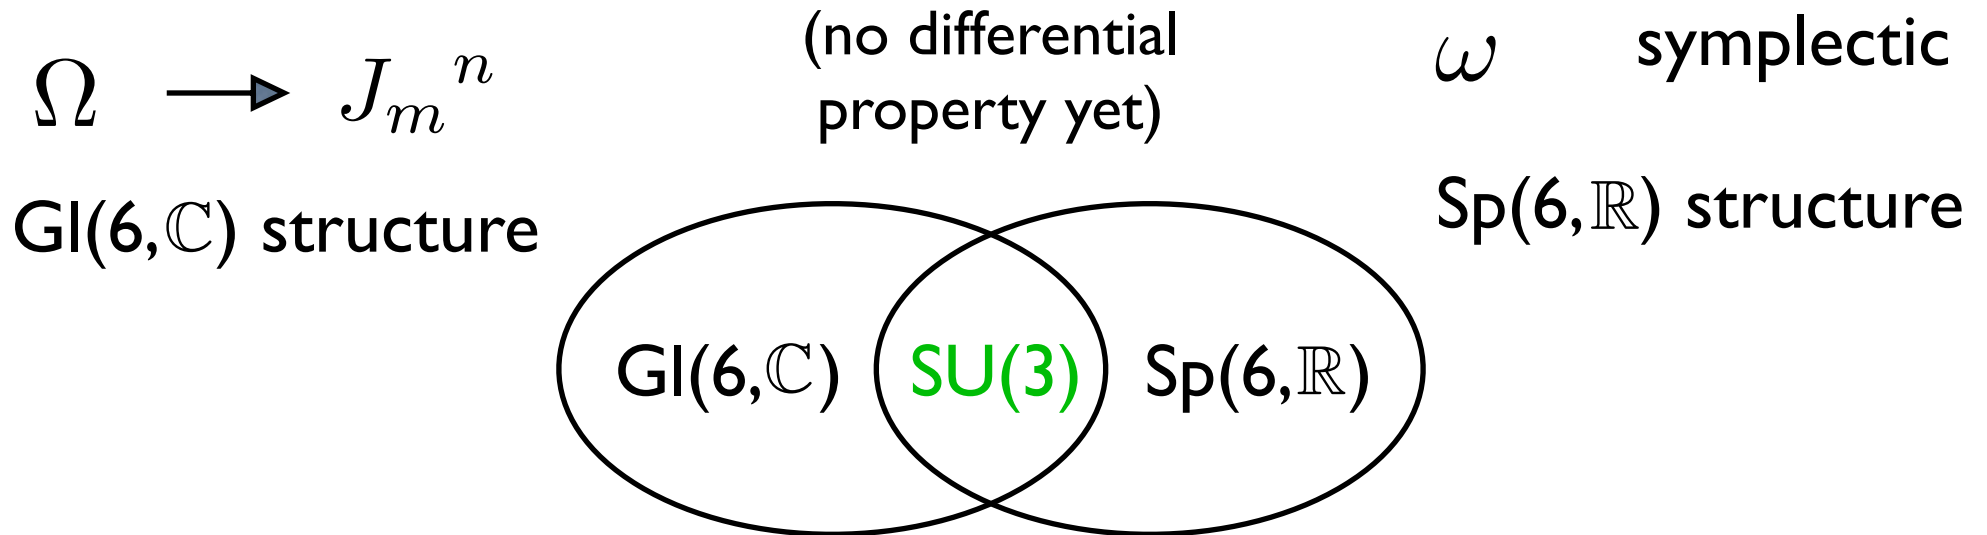 Ω → J_m^n
(no differential
property yet)
ω symplectic
Gl(6,ℂ) structure
Sp(6,ℝ) structure
Gl(6,ℂ) SU(3) Sp(6,ℝ)